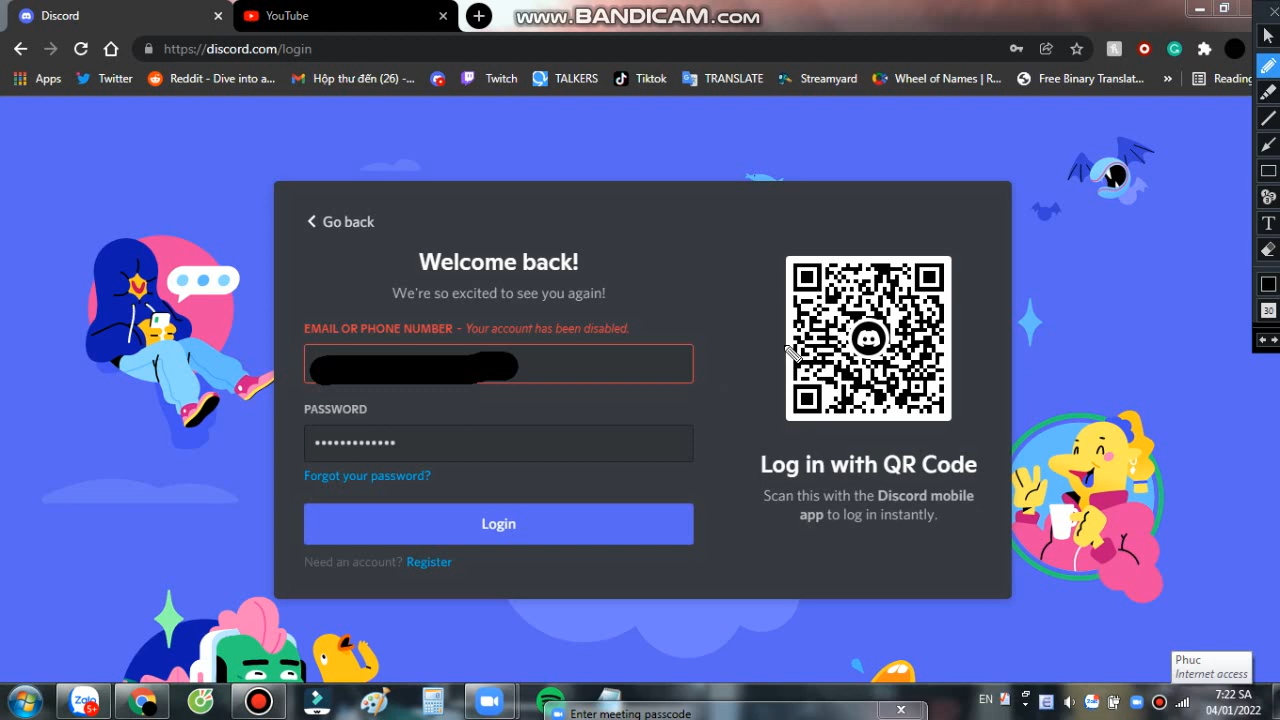 Discord
YouTube
www.BANDICAM.com
https://discord.com/login
Apps
Twitter
Reddit - Dive into a...
Hộp thư đến (26) -...
Twitch
TALKERS
Tiktok
TRANSLATE
Streamyard
Wheel of Names | R...
Free Binary Translat...
»
Reading
Go back
Welcome back!
We're so excited to see you again!
EMAIL OR PHONE NUMBER - Your account has been disabled.
PASSWORD
•••••••••••••
Forgot your password?
Login
Need an account? Register
Log in with QR Code
Scan this with the Discord mobile
app to log in instantly.
T
30
Phuc
Internet access
Zalo
5+
Enter meeting passcode
EN
7:22 SA
04/01/2022